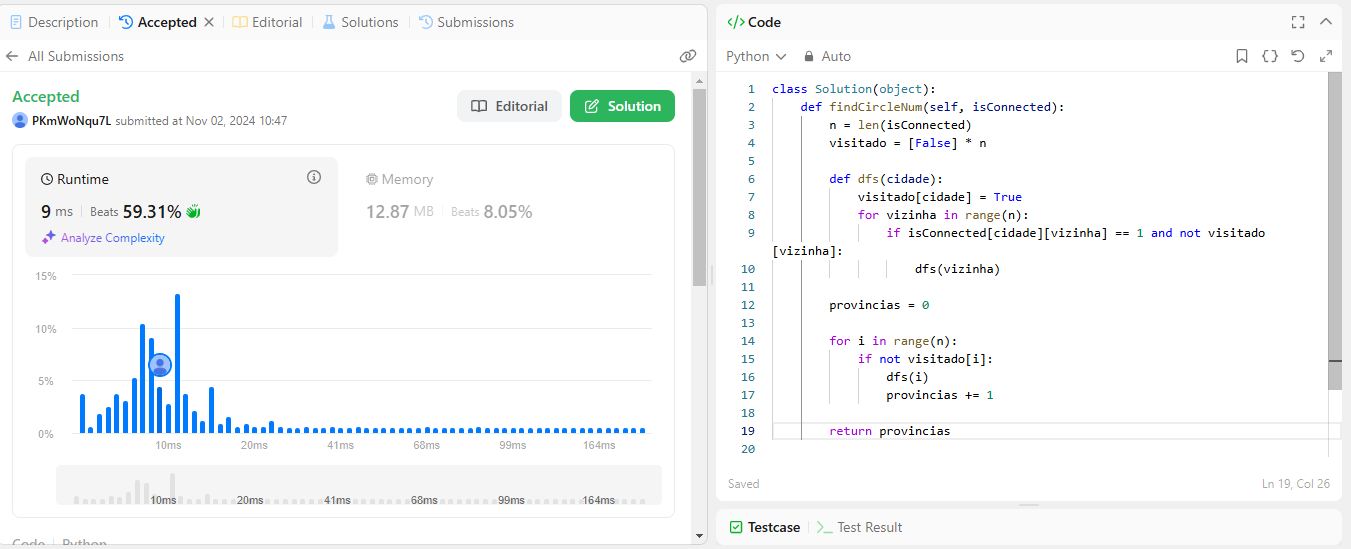 Description
Accepted
Editorial
Solutions
Submissions
All Submissions
Accepted
PKmWoNqu7L submitted at Nov 02, 2024 10:47
Editorial
Solution
Runtime
9 ms
Beats 59.31%
Analyze Complexity
Memory
12.87 MB
Beats 8.05%
15%
10%
5%
0%
10ms 20ms 41ms 68ms 99ms 164ms
10ms 20ms 41ms 68ms 99ms 164ms
Code
Python
</> Code
Python
Auto
1 class Solution(object):
2     def findCircleNum(self, isConnected):
3         n = len(isConnected)
4         visitado = [False] * n
5
6         def dfs(cidade):
7             visitado[cidade] = True
8             for vizinha in range(n):
9                 if isConnected[cidade][vizinha] == 1 and not visitado
[vizinha]:
10                     dfs(vizinha)
11
12         provincias = 0
13
14         for i in range(n):
15             if not visitado[i]:
16                 dfs(i)
17                 provincias += 1
18
19         return provincias
20
Saved
Ln 19, Col 26
Testcase
Test Result